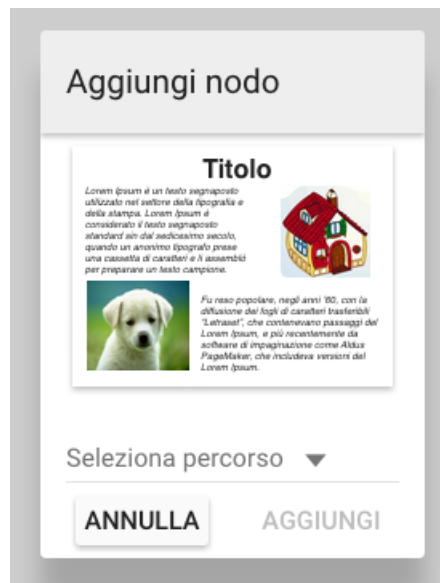 Aggiungi nodo
Titolo
Lorem Ipsum è un testo segnaposto
utilizzato nel settore della tipografia e
della stampa. Lorem Ipsum è
considerato il testo segnaposto
standard sin dal sedicesimo secolo,
quando un anonimo tipografo prese
una cassetta di caratteri e li assemblò
per preparare un testo campione.
Fu reso popolare, negli anni '60, con la
diffusione dei fogli di caratteri trasferibili
"Letraset", che contenevano passaggi del
Lorem Ipsum, e più recentemente da
software di impaginazione come Aldus
PageMaker, che includeva versioni del
Lorem Ipsum.
Seleziona percorso
ANNULLA
AGGIUNGI